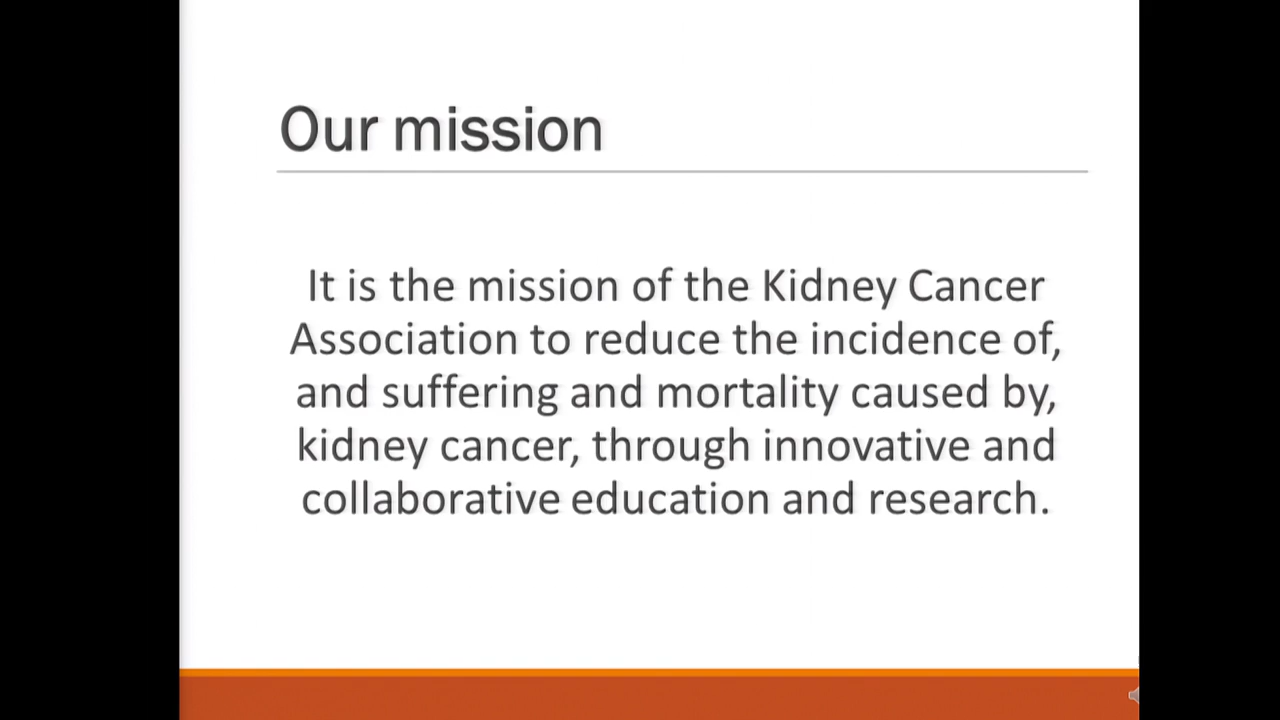 Our mission
It is the mission of the Kidney Cancer
Association to reduce the incidence of,
and suffering and mortality caused by,
kidney cancer, through innovative and
collaborative education and research.